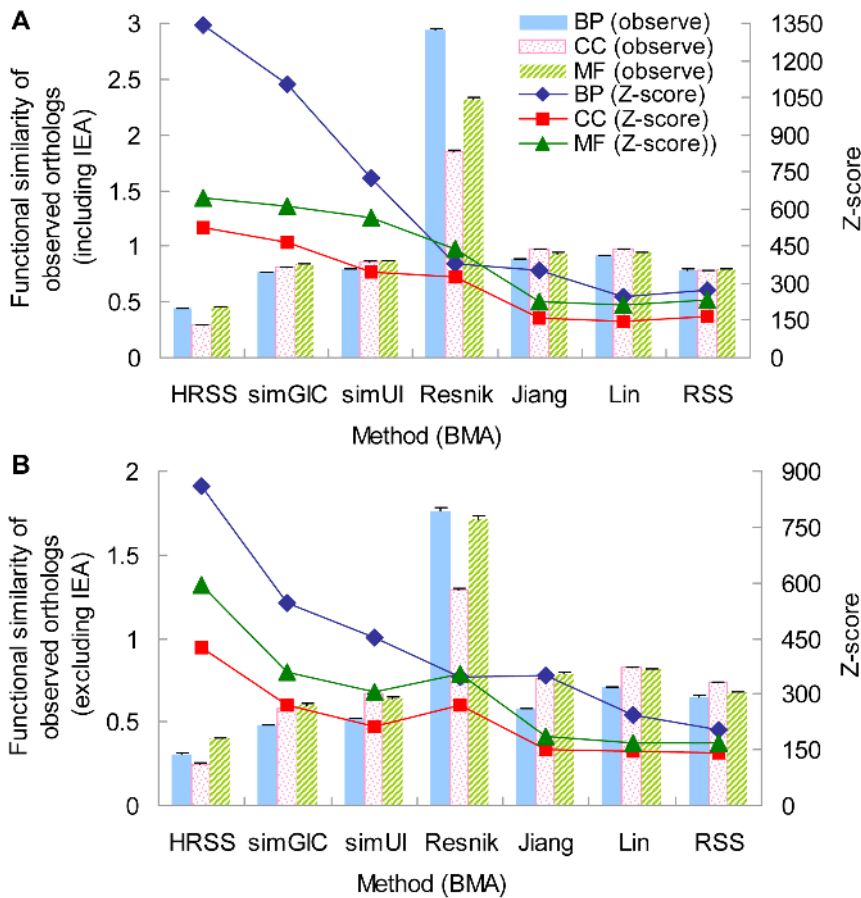 A
Functional similarity of
observed orthologs
(including IEA)
3
2.5
2
1.5
1
0.5
0
BP (observe)
CC (observe)
MF (observe)
BP (Z-score)
CC (Z-score)
MF (Z-score))
1350
1200
1050
900
750
600
450
300
150
0
Z-score
HRSS simGIC simUI Resnik Jiang Lin RSS
Method (BMA)
B
Functional similarity of
observed orthologs
(excluding IEA)
2
1.5
1
0.5
0
900
750
600
450
300
150
0
Z-score
HRSS simGIC simUI Resnik Jiang Lin RSS
Method (BMA)